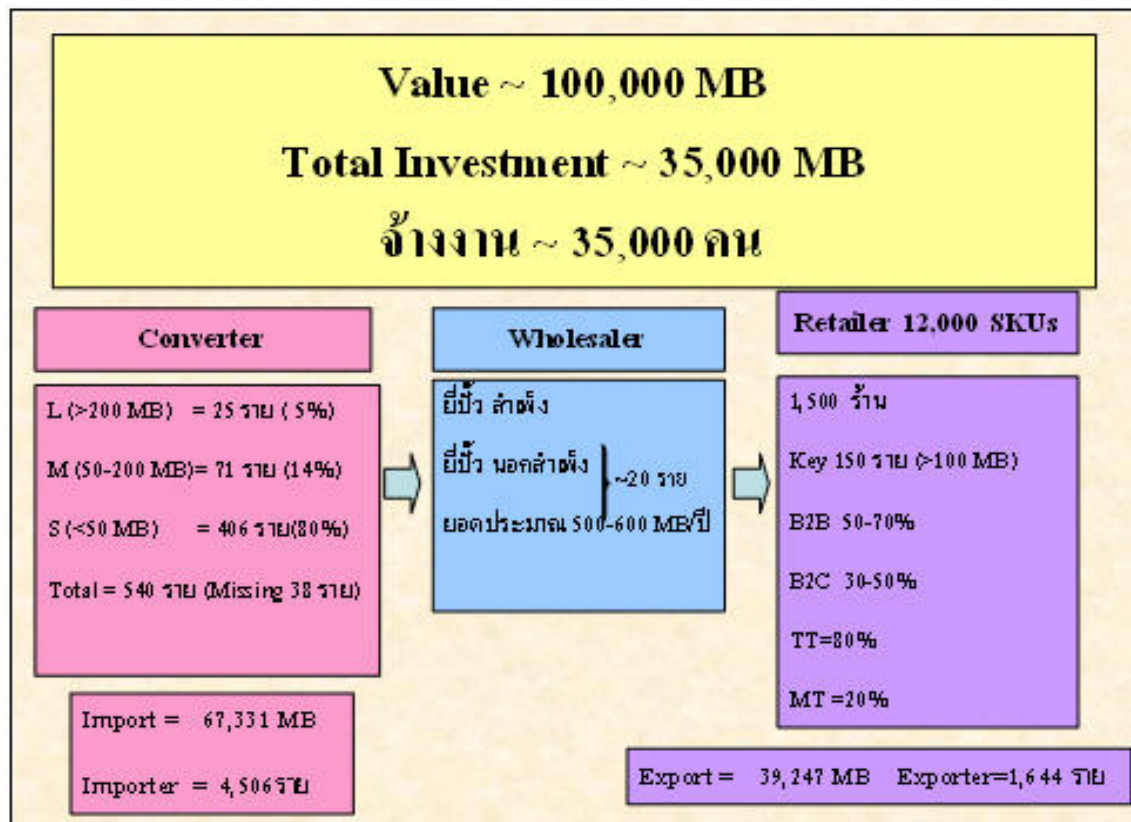 Value ~ 100,000 MB
Total Investment ~ 35,000 MB
จ้างงาน ~ 35,000 คน
Converter
L (>200 MB) = 25 ราย ( 5%)
M (50-200 MB)= 71 ราย (14%)
S (<50 MB) = 406 ราย(80%)
Total = 540 ราย (Missing 38 ราย)
Import = 67,331 MB
Importer = 4,506ราย
Wholesaler
ยี่ปั๊ว สำเพ็ง
ยี่ปั๊ว นอกสำเพ็ง
~20 ราย
ยอดประมาณ 500-600 MB/ปี
Retailer 12,000 SKUs
1,500 ร้าน
Key 150 ราย (>100 MB)
B2B 50-70%
B2C 30-50%
TT=80%
MT =20%
Export = 39,247 MB Exporter=1,644 ราย